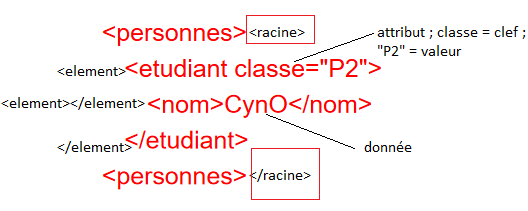 <personnes> <racine>
attribut ; classe = clef ;
"P2" = valeur
<element> <etudiant classe="P2">
<element></element> <nom>CynO</nom>
</element> </etudiant> donnée
<personnes> </racine>